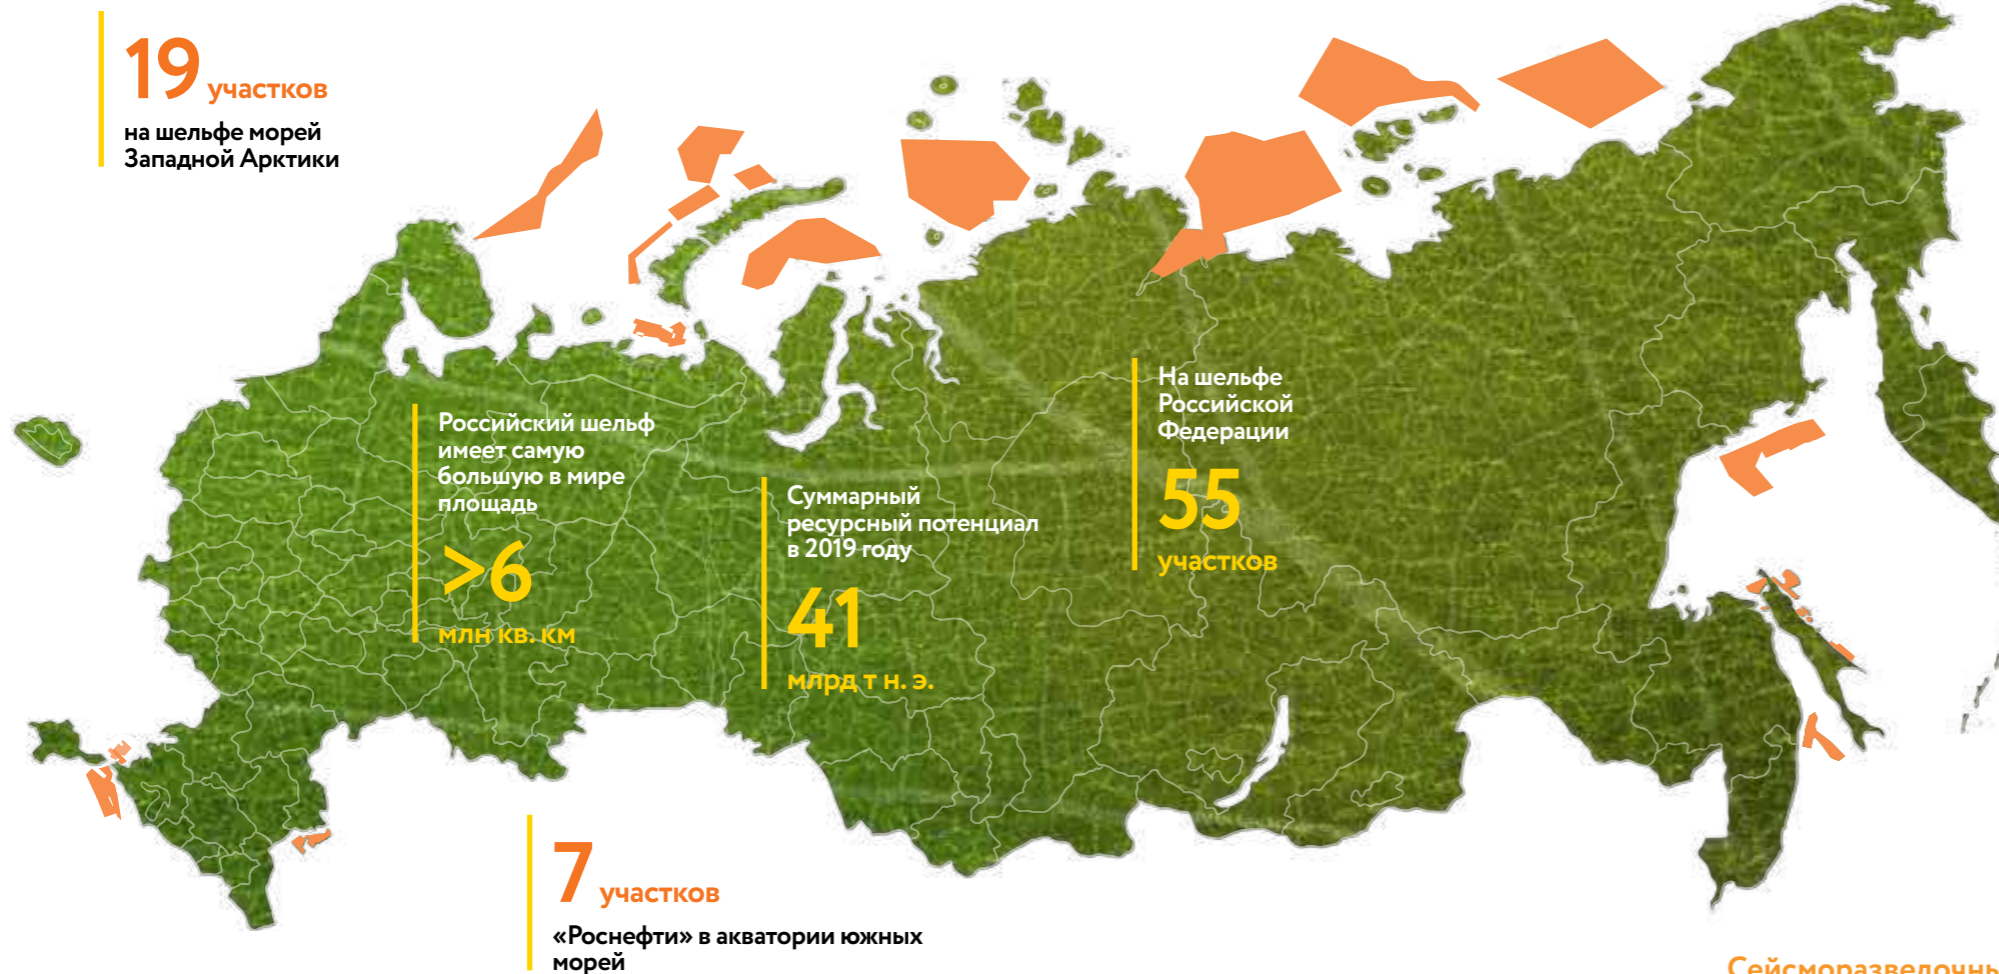 19 участков
на шельфе морей
Западной Арктики
Российский шельф
имеет самую
большую в мире
площадь
>6
млн кв. км
Суммарный
ресурсный потенциал
в 2019 году
41
млрд т н. э.
На шельфе
Российской
Федерации
55
участков
7 участков
«Роснефти» в акватории южных
морей